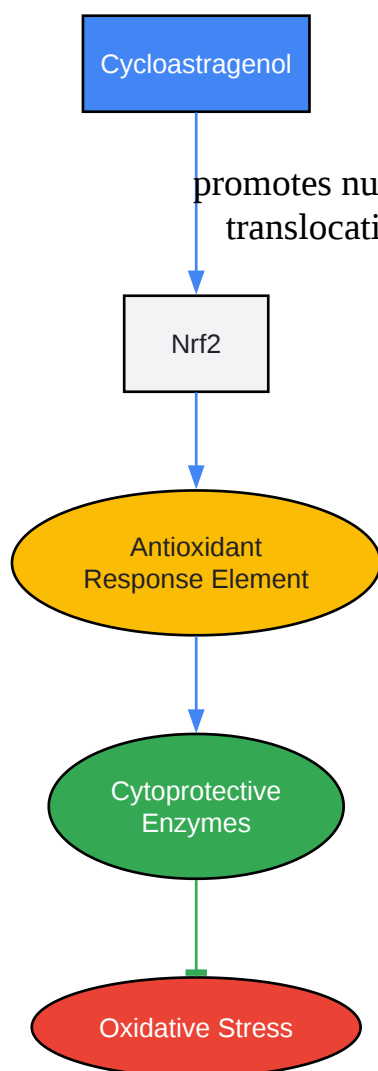 Cycloastragenol
promotes nu
translocati
Nrf2
Antioxidant
Response Element
Cytoprotective
Enzymes
Oxidative Stress